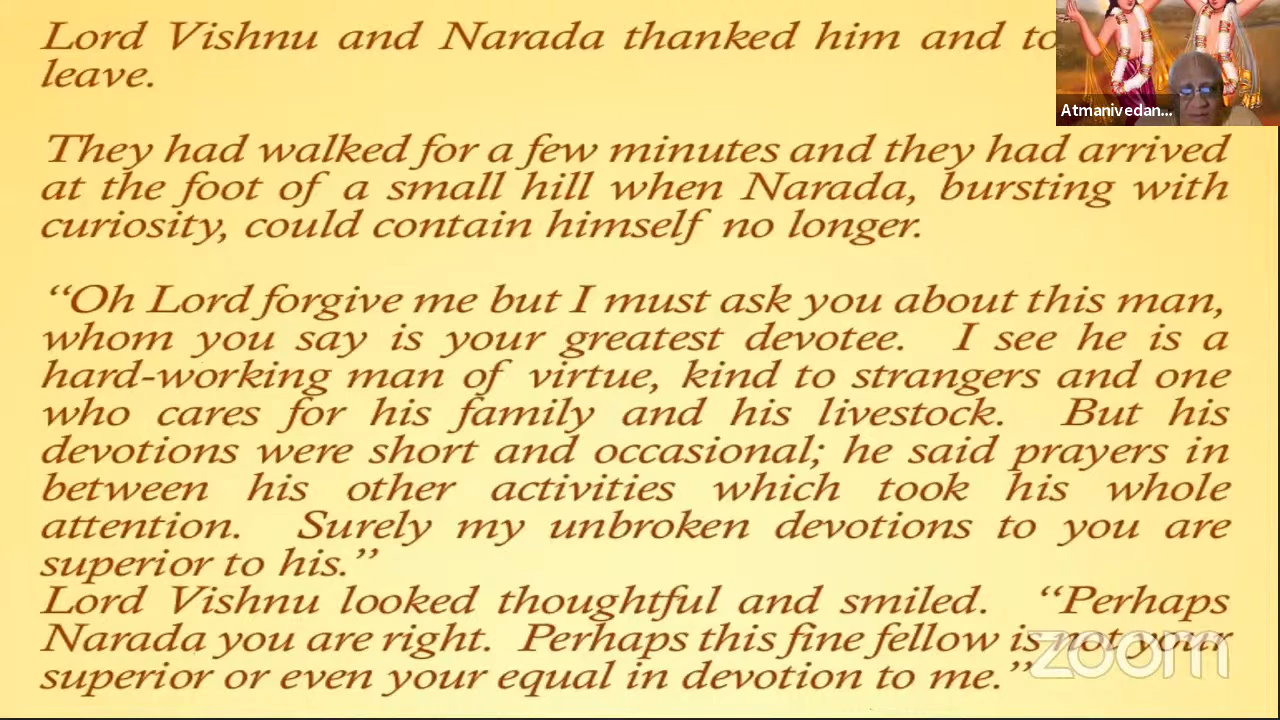 Lord Vishnu and Narada thanked him and to
leave.
Atmanivedan...
They had walked for a few minutes and they had arrived
at the foot of a small hill when Narada, bursting with
curiosity, could contain himself no longer.
“Oh Lord forgive me but I must ask you about this man,
whom you say is your greatest devotee. I see he is a
hard-working man of virtue, kind to strangers and one
who cares for his family and his livestock. But his
devotions were short and occasional; he said prayers in
between his other activities which took his whole
attention. Surely my unbroken devotions to you are
superior to his.”
Lord Vishnu looked thoughtful and smiled. “Perhaps
Narada you are right. Perhaps this fine fellow is not your
superior or even your equal in devotion to me.”
zoom